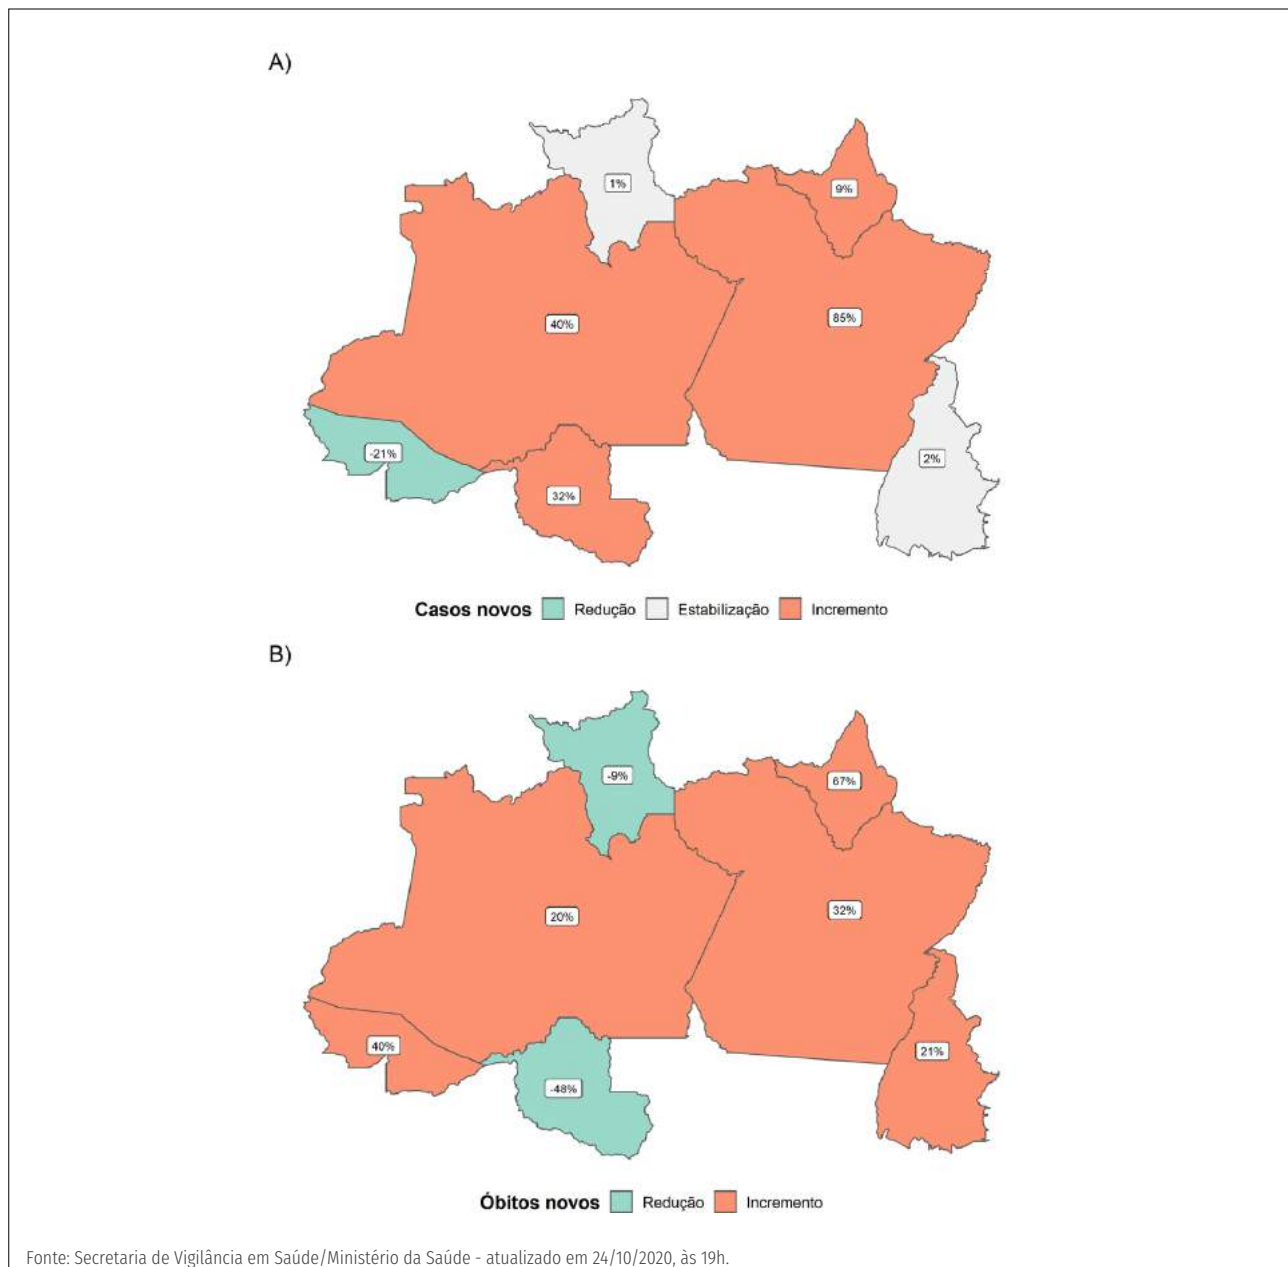 A)
1%
9%
40%
85%
-21%
2%
32%
Casos novos Redução Estabilização Incremento
B)
-9%
67%
20%
32%
40%
21%
-48%
Óbitos novos Redução Incremento
Fonte: Secretaria de Vigilância em Saúde/Ministério da Saúde - atualizado em 24/10/2020, às 19h.